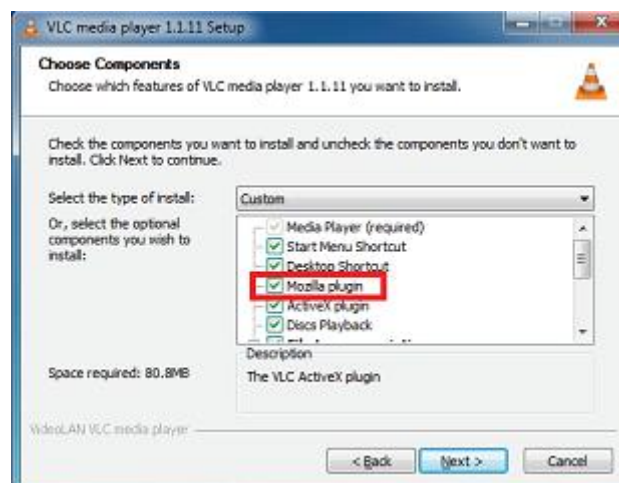 VLC media player 1.1.11 Setup
Choose Components
Choose which features of VLC media player 1.1.11 you want to install.
Check the components you want to install and uncheck the components you don't want to
install. Click Next to continue.
Select the type of install:
Custom
Or, select the optional
components you wish to
install:
Media Player (required)
Start Menu Shortcut
Desktop Shortcut
Mozilla plugin
ActiveX plugin
Discs Playback
Description
Space required: 80.8MB
The VLC ActiveX plugin
VideoLAN VLC media player
< Back
Next >
Cancel